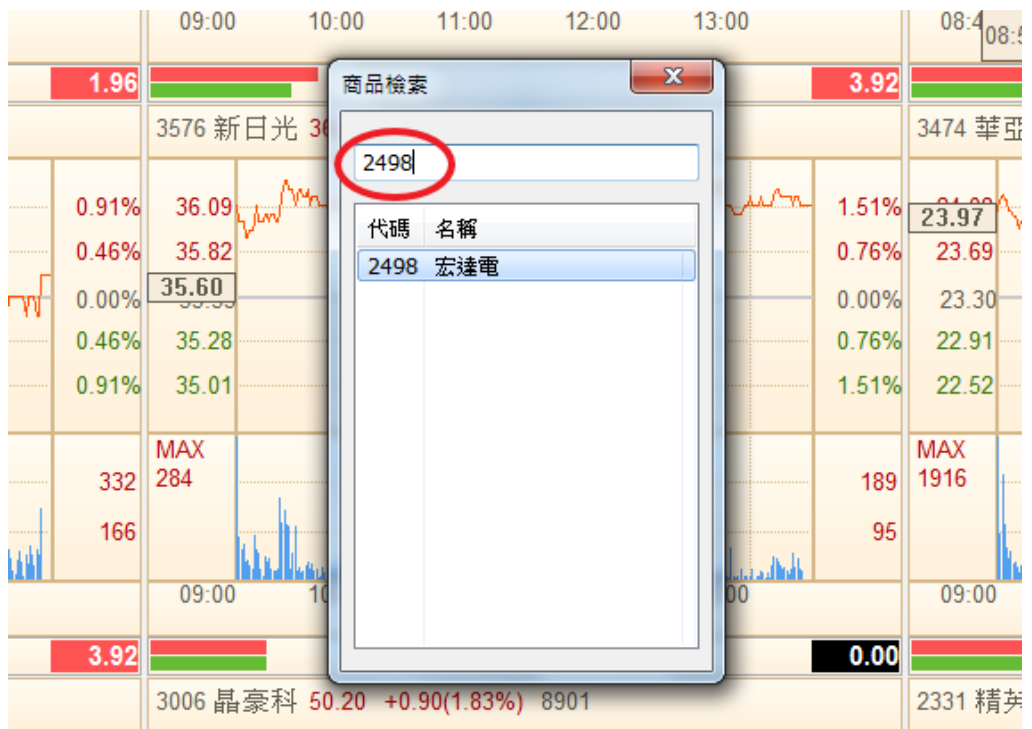 09:00 10:00 11:00 12:00 13:00
1.96 商品檢索 3.92
3576 新日光 3474 華亞
2498
0.91% 36.09 1.51%
代碼 名稱 23.97
0.46% 35.82 0.76% 23.69
2498 宏達電
35.60
0.00% 0.00% 23.30
0.46% 35.28 0.76% 22.91
0.91% 35.01 1.51% 22.52
MAX MAX
332 284 189 1916
166 95
09:00 09:00
3.92 0.00
3006 晶豪科 50.20 +0.90(1.83%) 8901 2331 精英